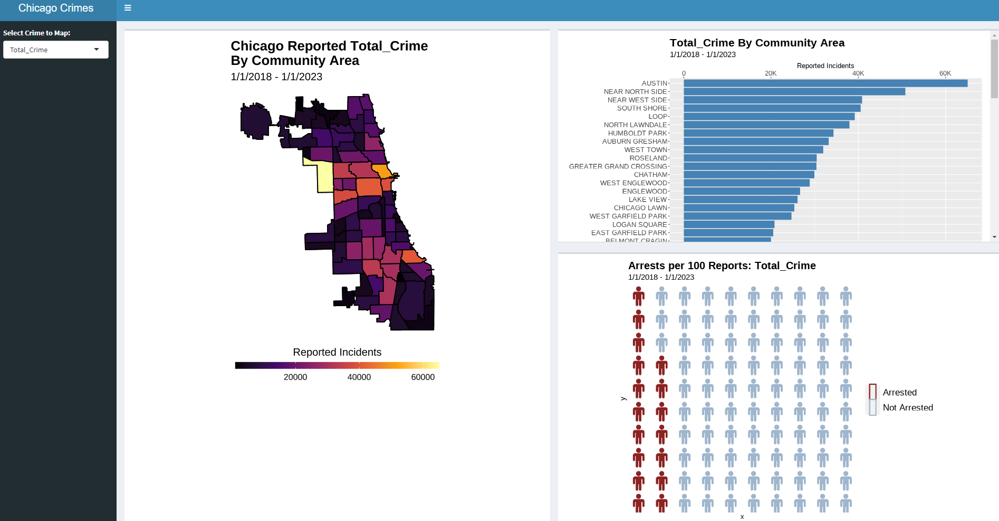 Chicago Crimes
Select Crime to Map:
Total_Crime
Chicago Reported Total_Crime
By Community Area
1/1/2018 - 1/1/2023
Reported Incidents
20000 40000 60000
Total_Crime By Community Area
1/1/2018 - 1/1/2023
Reported Incidents
0 20K 40K 60K
AUSTIN
NEAR NORTH SIDE
NEAR WEST SIDE
SOUTH SHORE
LOOP
NORTH LAWNDALE
HUMBOLDT PARK
AUBURN GRESHAM
WEST TOWN
ROSELAND
GREATER GRAND CROSSING
CHATHAM
WEST ENGLEWOOD
ENGLEWOOD
LAKE VIEW
CHICAGO LAWN
WEST GARFIELD PARK
LOGAN SQUARE
EAST GARFIELD PARK
BELMONT CRAGIN
Arrests per 100 Reports: Total_Crime
1/1/2018 - 1/1/2023
y
x
Arrested
Not Arrested